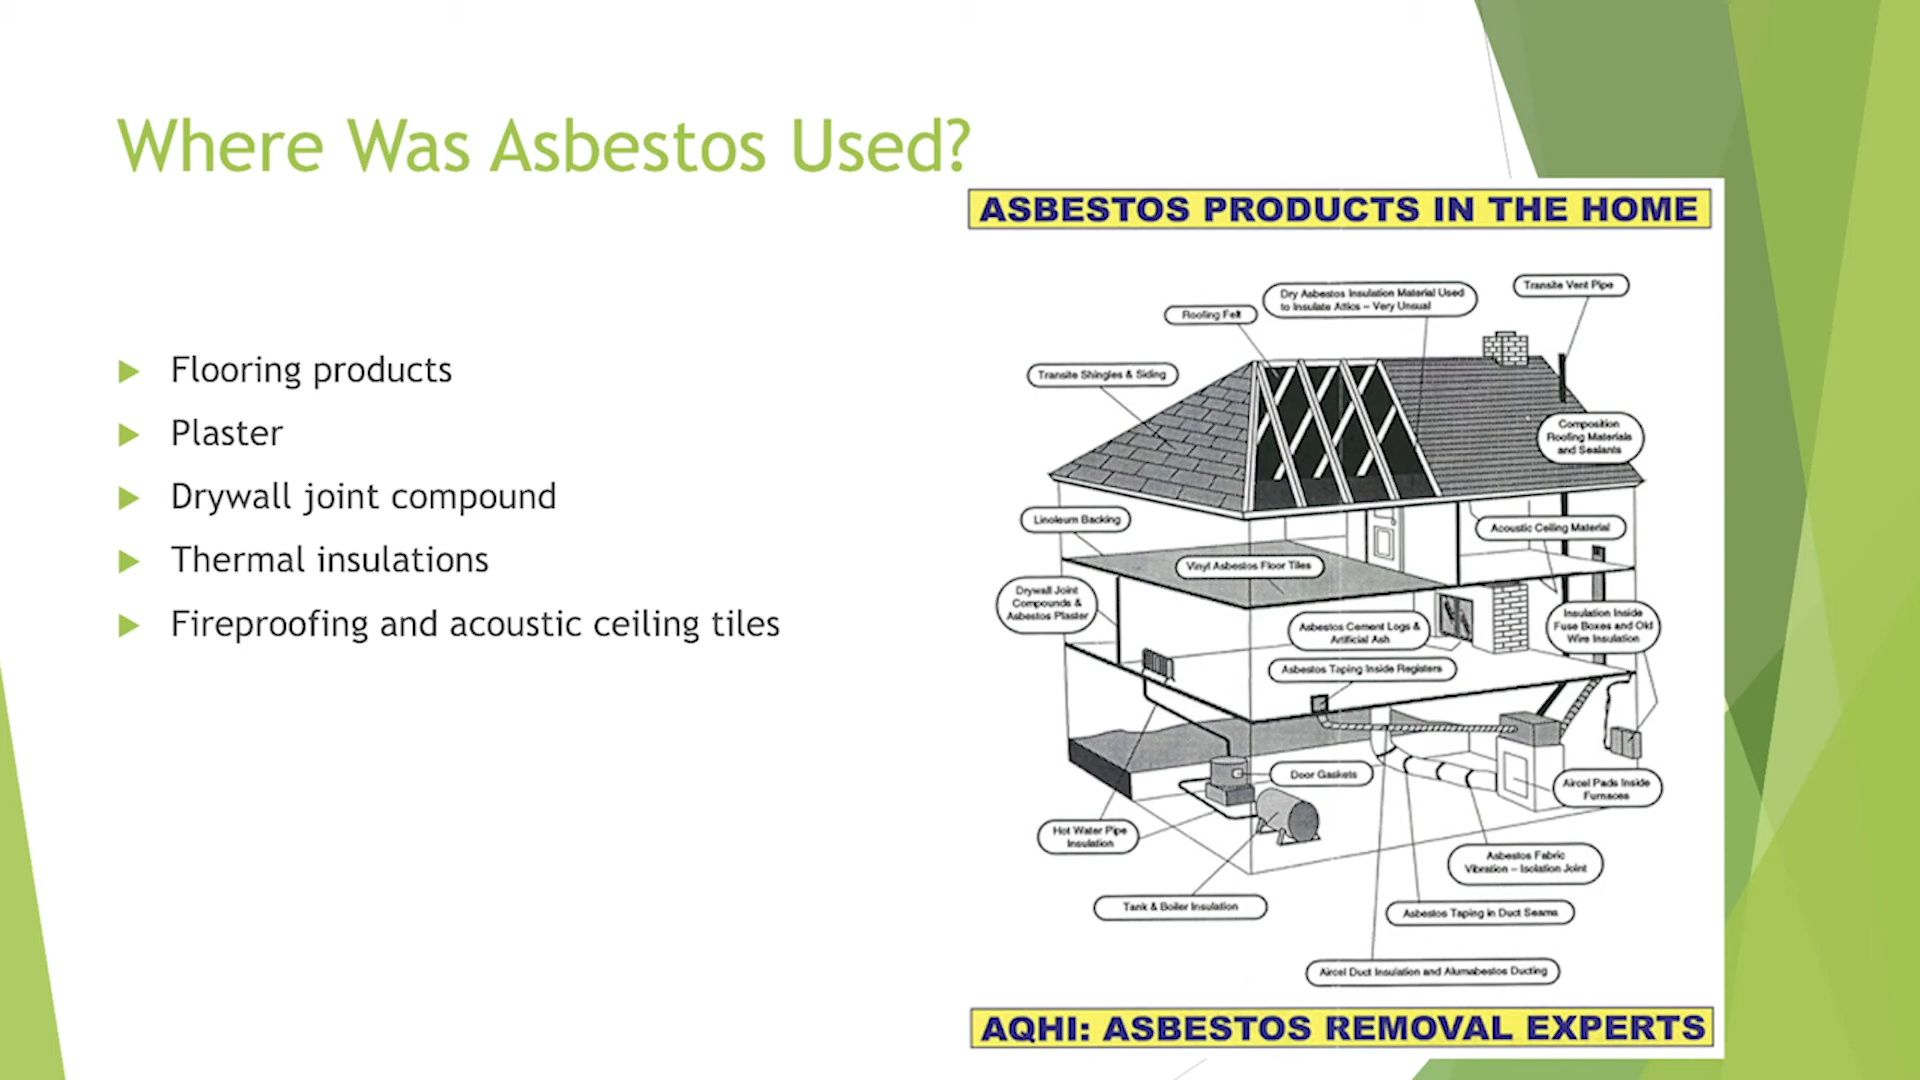 Where Was Asbestos Used?
Flooring products
Plaster
Drywall joint compound
Thermal insulations
Fireproofing and acoustic ceiling tiles
ASBESTOS PRODUCTS IN THE HOME
Transite Vent Pipe
Dry Asbestos Insulation Material Used
to Insulate Attics – Very Unusual
Roofing Felt
Transite Shingles & Siding
Composition
Roofing Materials
and Sealants
Linoleum Backing
Acoustic Ceiling Material
Vinyl Asbestos Floor Tiles
Drywall Joint
Compounds &
Asbestos Plaster
Asbestos Cement Logs &
Artificial Ash
Insulation Inside
Fuse Boxes and Old
Wire Insulation
Asbestos Taping Inside Registers
Door Gaskets
Aircel Pads Inside
Furnaces
Hot Water Pipe
Insulation
Asbestos Fabric
Vibration – Isolation Joint
Tank & Boiler Insulation
Asbestos Taping in Duct Seams
Aircel Duct Insulation and Alumabestos Ducting
AQHI: ASBESTOS REMOVAL EXPERTS